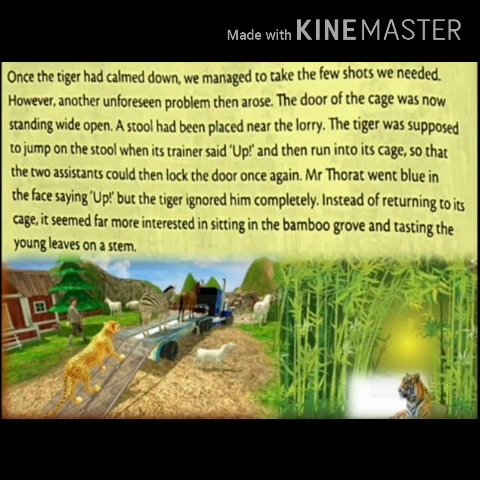 Made with KINEMASTER
Once the tiger had calmed down, we managed to take the few shots we needed.
However, another unforeseen problem then arose. The door of the cage was now
standing wide open. A stool had been placed near the lorry. The tiger was supposed
to jump on the stool when its trainer said ‘Up!’ and then run into its cage, so that
the two assistants could then lock the door once again. Mr Thorat went blue in
the face saying ‘Up!’ but the tiger ignored him completely. Instead of returning to its
cage, it seemed far more interested in sitting in the bamboo grove and tasting the
young leaves on a stem.